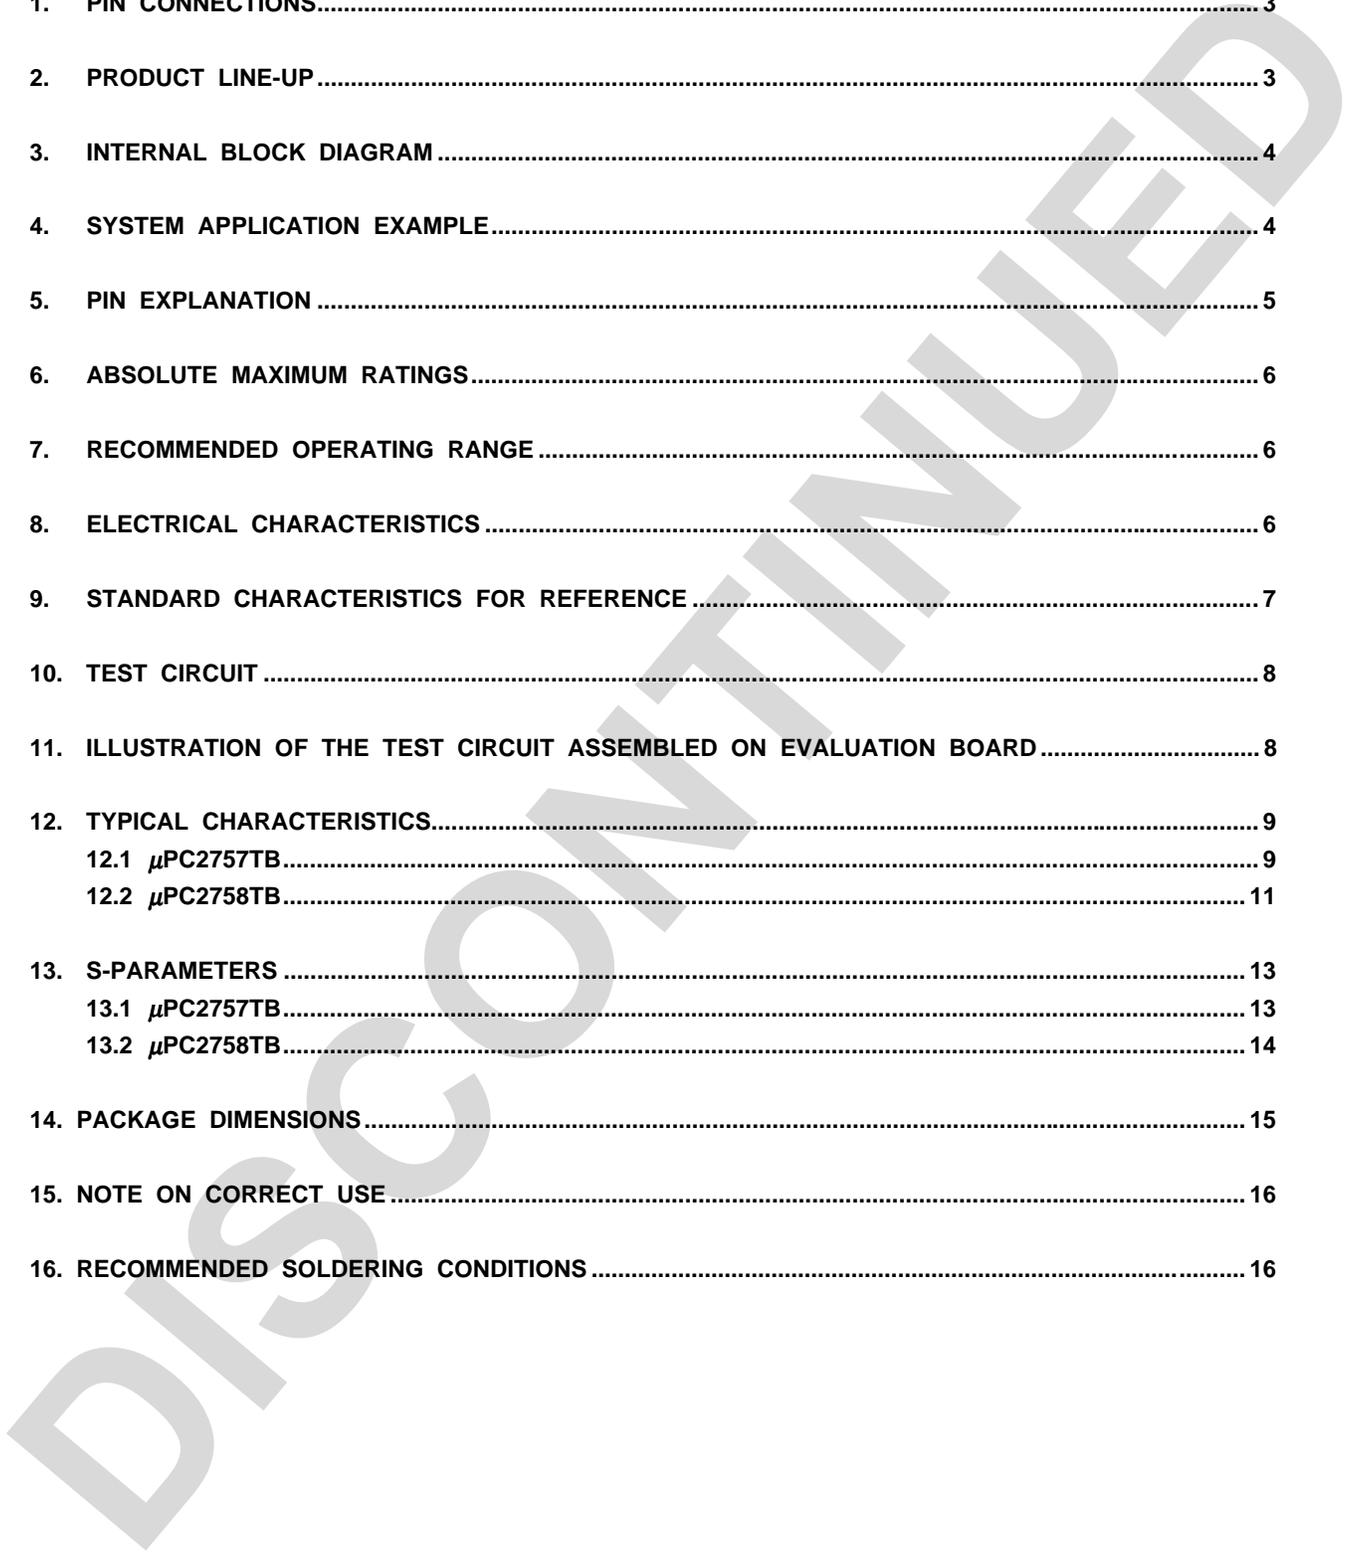 1. PIN CONNECTIONS........................................................ 3
2. PRODUCT LINE-UP........................................................ 3
3. INTERNAL BLOCK DIAGRAM........................................................ 4
4. SYSTEM APPLICATION EXAMPLE........................................................ 4
5. PIN EXPLANATION........................................................ 5
6. ABSOLUTE MAXIMUM RATINGS........................................................ 6
7. RECOMMENDED OPERATING RANGE........................................................ 6
8. ELECTRICAL CHARACTERISTICS........................................................ 6
9. STANDARD CHARACTERISTICS FOR REFERENCE........................................................ 7
10. TEST CIRCUIT........................................................ 8
11. ILLUSTRATION OF THE TEST CIRCUIT ASSEMBLED ON EVALUATION BOARD.................................. 8
12. TYPICAL CHARACTERISTICS........................................................ 9
12.1 μPC2757TB........................................................ 9
12.2 μPC2758TB........................................................ 11
13. S-PARAMETERS........................................................ 13
13.1 μPC2757TB........................................................ 13
13.2 μPC2758TB........................................................ 14
14. PACKAGE DIMENSIONS........................................................ 15
15. NOTE ON CORRECT USE........................................................ 16
16. RECOMMENDED SOLDERING CONDITIONS........................................................ 16
DISCONTINUED